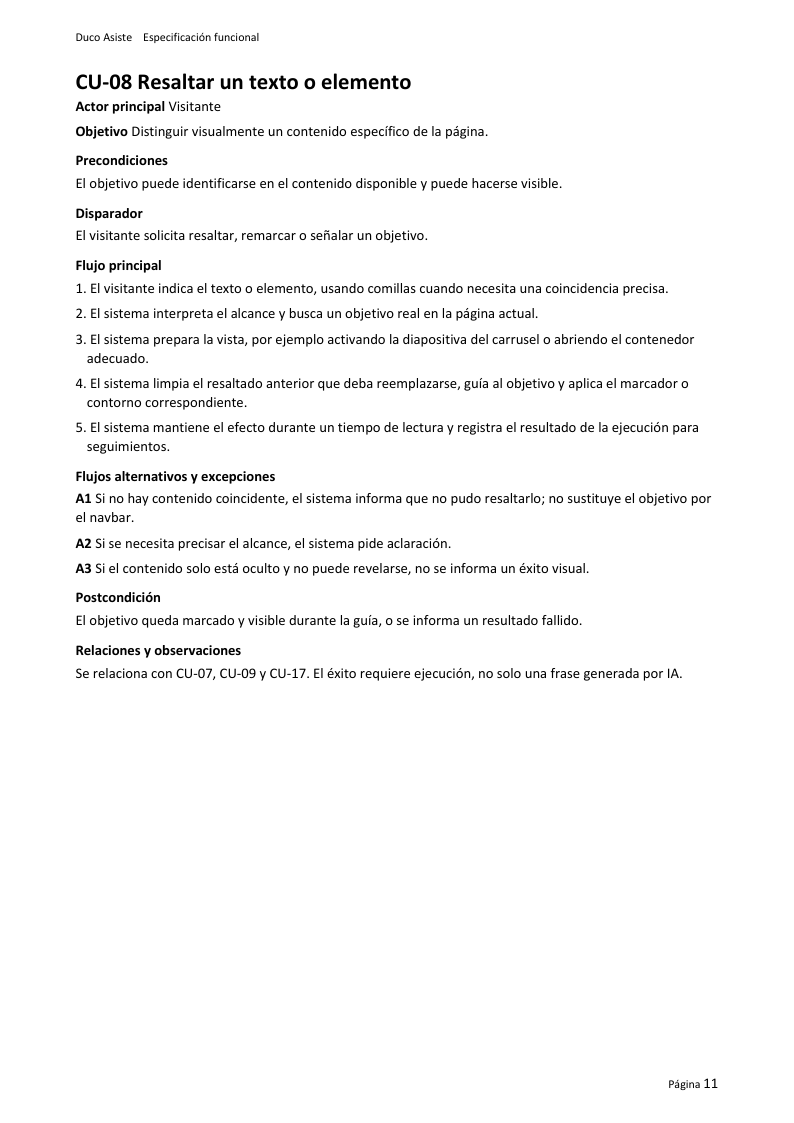 Duco Asiste Especificación funcional
CU-08 Resaltar un texto o elemento
Actor principal Visitante
Objetivo Distinguir visualmente un contenido específico de la página.
Precondiciones
El objetivo puede identificarse en el contenido disponible y puede hacerse visible.
Disparador
El visitante solicita resaltar, remarcar o señalar un objetivo.
Flujo principal
1. El visitante indica el texto o elemento, usando comillas cuando necesita una coincidencia precisa.
2. El sistema interpreta el alcance y busca un objetivo real en la página actual.
3. El sistema prepara la vista, por ejemplo activando la diapositiva del carrusel o abriendo el contenedor
adecuado.
4. El sistema limpia el resaltado anterior que deba reemplazarse, guía al objetivo y aplica el marcador o
contorno correspondiente.
5. El sistema mantiene el efecto durante un tiempo de lectura y registra el resultado de la ejecución para
seguimientos.
Flujos alternativos y excepciones
A1 Si no hay contenido coincidente, el sistema informa que no pudo resaltarlo; no sustituye el objetivo por
el navbar.
A2 Si se necesita precisar el alcance, el sistema pide aclaración.
A3 Si el contenido solo está oculto y no puede revelarse, no se informa un éxito visual.
Postcondición
El objetivo queda marcado y visible durante la guía, o se informa un resultado fallido.
Relaciones y observaciones
Se relaciona con CU-07, CU-09 y CU-17. El éxito requiere ejecución, no solo una frase generada por IA.
Página 11